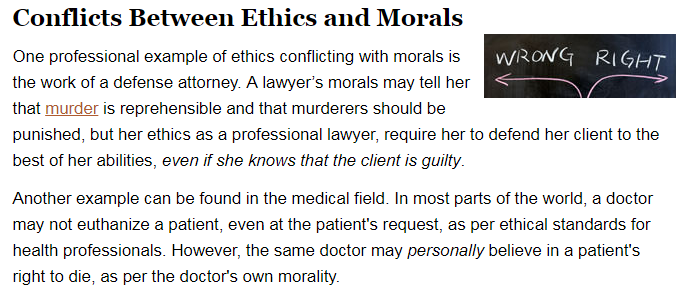 Conflicts Between Ethics and Morals
WRONG RIGHT
One professional example of ethics conflicting with morals is
the work of a defense attorney. A lawyer’s morals may tell her
that murder is reprehensible and that murderers should be
punished, but her ethics as a professional lawyer, require her to defend her client to the
best of her abilities, even if she knows that the client is guilty.
Another example can be found in the medical field. In most parts of the world, a doctor
may not euthanize a patient, even at the patient's request, as per ethical standards for
health professionals. However, the same doctor may personally believe in a patient's
right to die, as per the doctor's own morality.